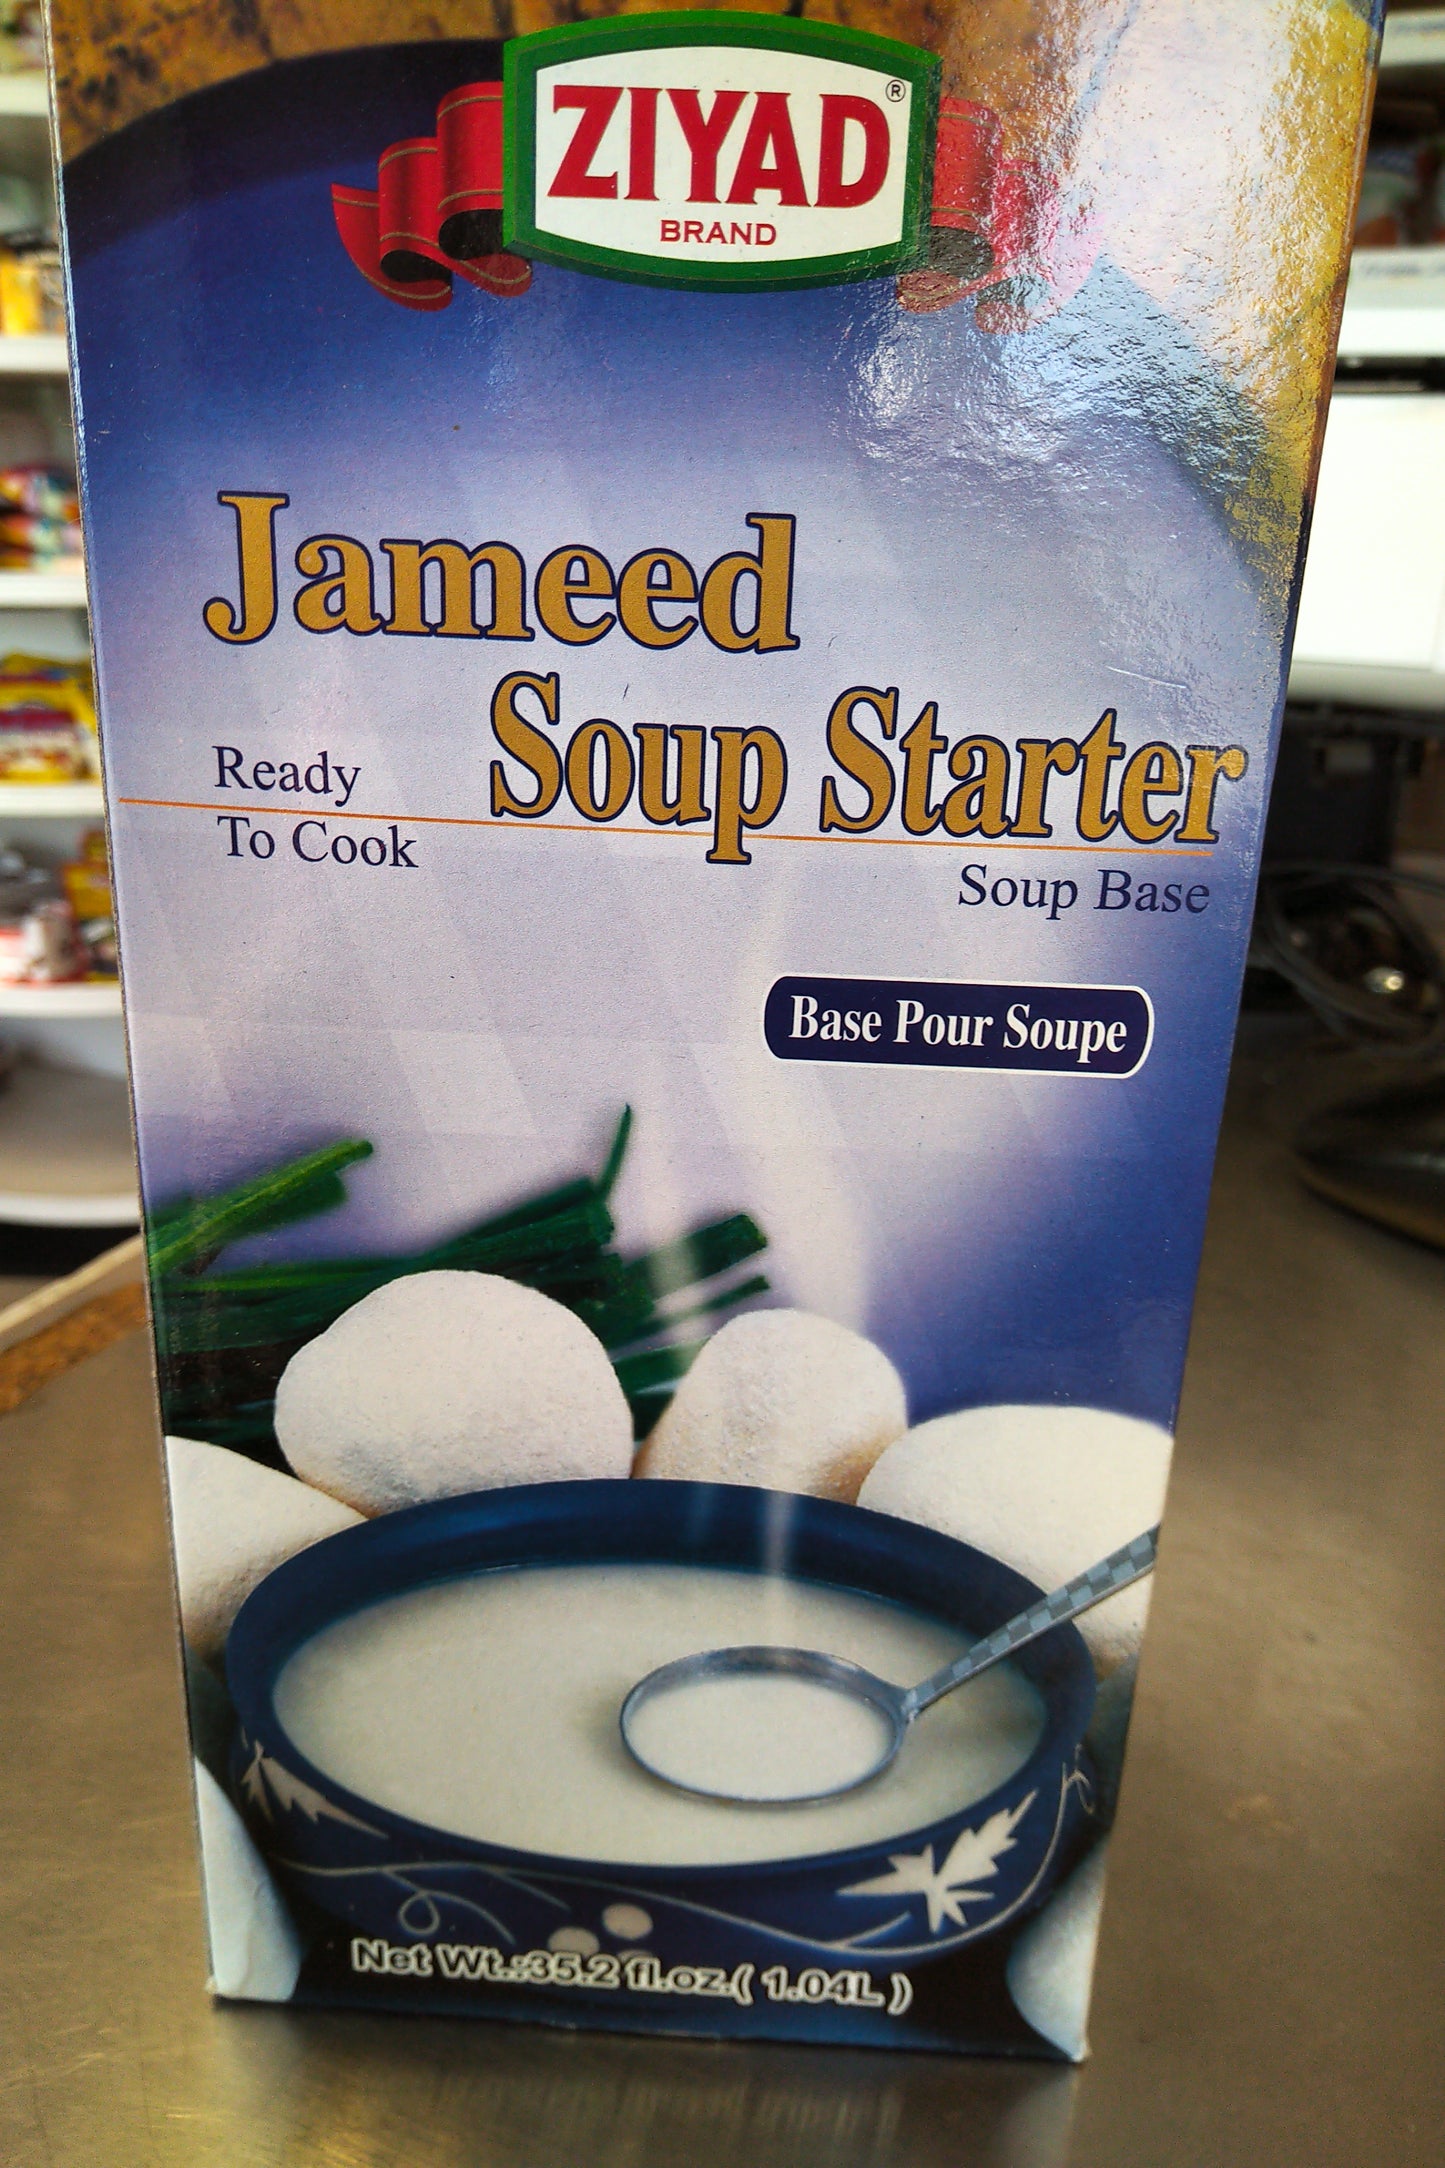 ZIYAD®
BRAND
Jameed
Soup Starter
Ready
To Cook
Soup Base
Base Pour Soupe
Net Wt.:35.2 fl.oz.( 1.04L )